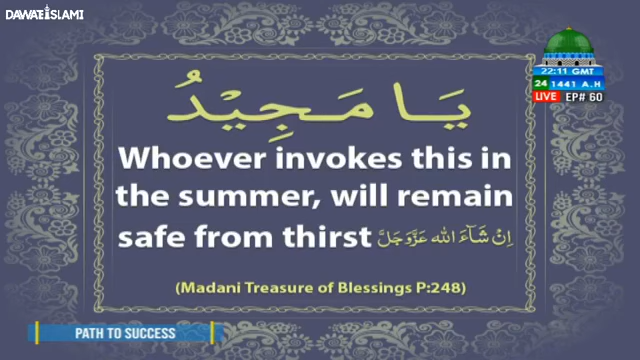 DAWATEISLAMI
22:11 GMT
24 1441 A.H
LIVE EP# 60
يَا مَجِيْدُ
Whoever invokes this in
the summer, will remain
safe from thirst اِنْ شَآءَ اللّٰه عَزَّوَجَلَّ
(Madani Treasure of Blessings P:248)
PATH TO SUCCESS